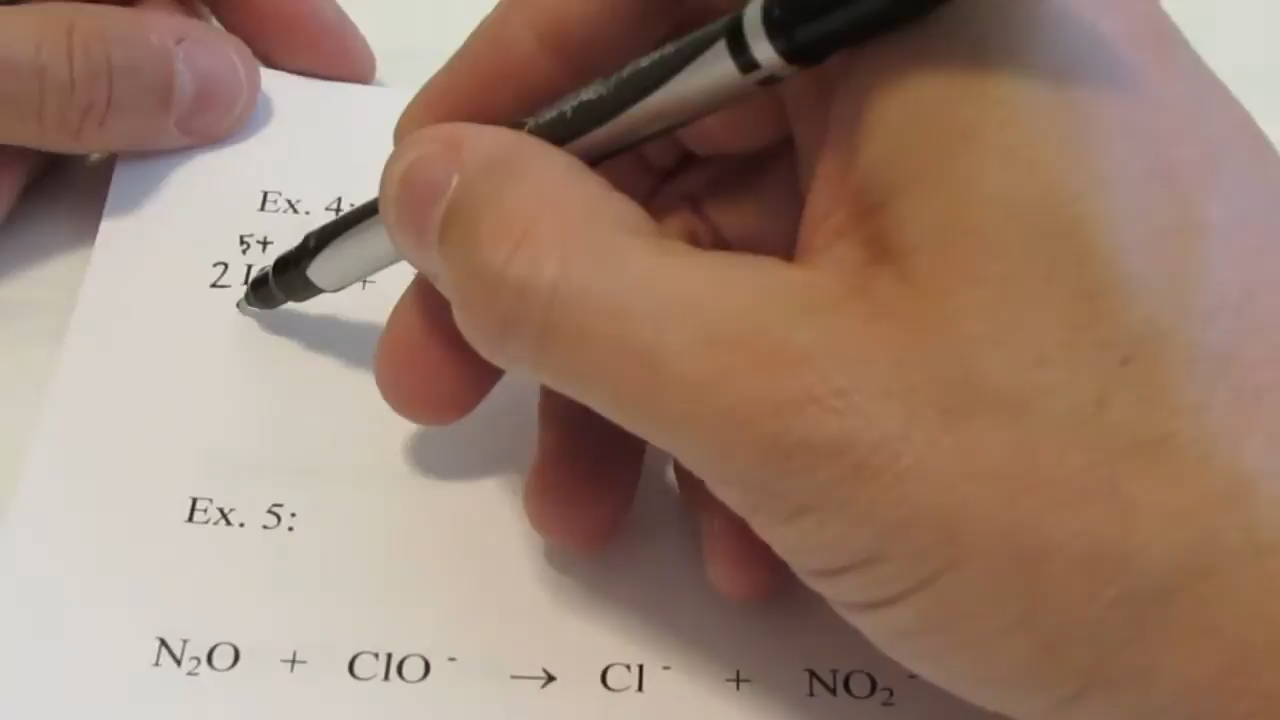 Ex. 4:
5+
2 I +
Ex. 5:
N₂O + ClO⁻ → Cl⁻ + NO₂⁻